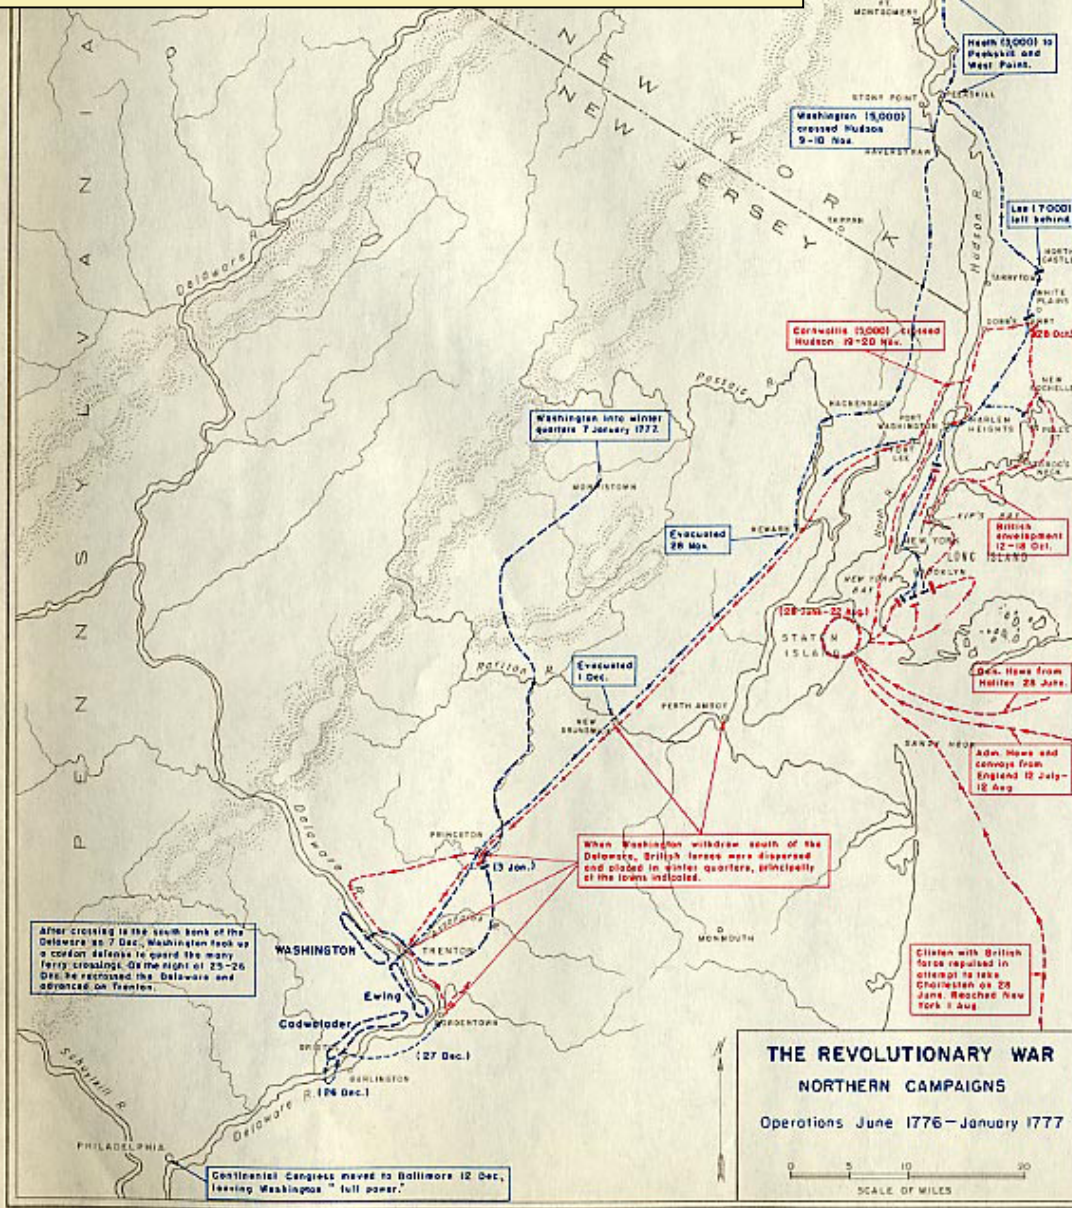 FT.
MONTGOMERY
Heath (3,000) to
Peekskill and
West Point.
NEW YORK
NEW JERSEY
PENNSYLVANIA
STONY POINT
PEEKSKILL
Washington (5,000)
crossed Hudson
9-10 Nov.
HAVERSTRAW
Hudson R.
Lee (7000)
left behind
TAPPAN
NORTH
CASTLE
TARRYTOWN
WHITE
PLAINS
Delaware R.
DOBB'S
(28 Oct.)
Cornwallis (5,000) crossed
Hudson 19-20 Nov.
NEW
ROCHELLE
Passaic R.
HACKENSACK
FORT
WASHINGTON
HARLEM
HEIGHTS
PELL'S
PT
FORT
LEE
THROG'S
NECK
Washington into winter
quarters 7 January 1777.
MORRISTOWN
North R.
KIP'S BAY
NEWARK
Evacuated
28 Nov.
British
envelopment
12-18 Oct.
NEW YORK
LONG ISLAND
BROOKLYN
NEW YORK
BAY
(28 June-22 Aug.)
STATEN
ISLAND
Raritan R.
Evacuated
1 Dec.
Gen. Howe from
Halifax 28 June.
PERTH AMBOY
NEW
BRUNSWICK
SANDY HOOK
Adm. Howe and
convoys from
England 12 July-
12 Aug
Delaware R.
PRINCETON
(3 Jan.)
When Washington withdrew south of the
Delaware, British forces were dispersed
and placed in winter quarters, principally
at the towns indicated.
After crossing to the south bank of the
Delaware on 7 Dec., Washington took up
a cordon defense to guard the many
ferry crossings. On the night of 25-26
Dec. he recrossed the Delaware and
advanced on Trenton.
WASHINGTON
TRENTON
MONMOUTH
Ewing
Cadwalader
BORDENTOWN
Clinton with British
force repulsed in
attempt to take
Charleston on 28
June. Reached New
York 1 Aug
BRISTOL
(27 Dec.)
BURLINGTON
(26 Dec.)
Schuylkill R.
Delaware R.
PHILADELPHIA
Continental Congress moved to Baltimore 12 Dec.,
leaving Washington "full power."
N
THE REVOLUTIONARY WAR
NORTHERN CAMPAIGNS
Operations June 1776—January 1777
0 5 10 20
SCALE OF MILES